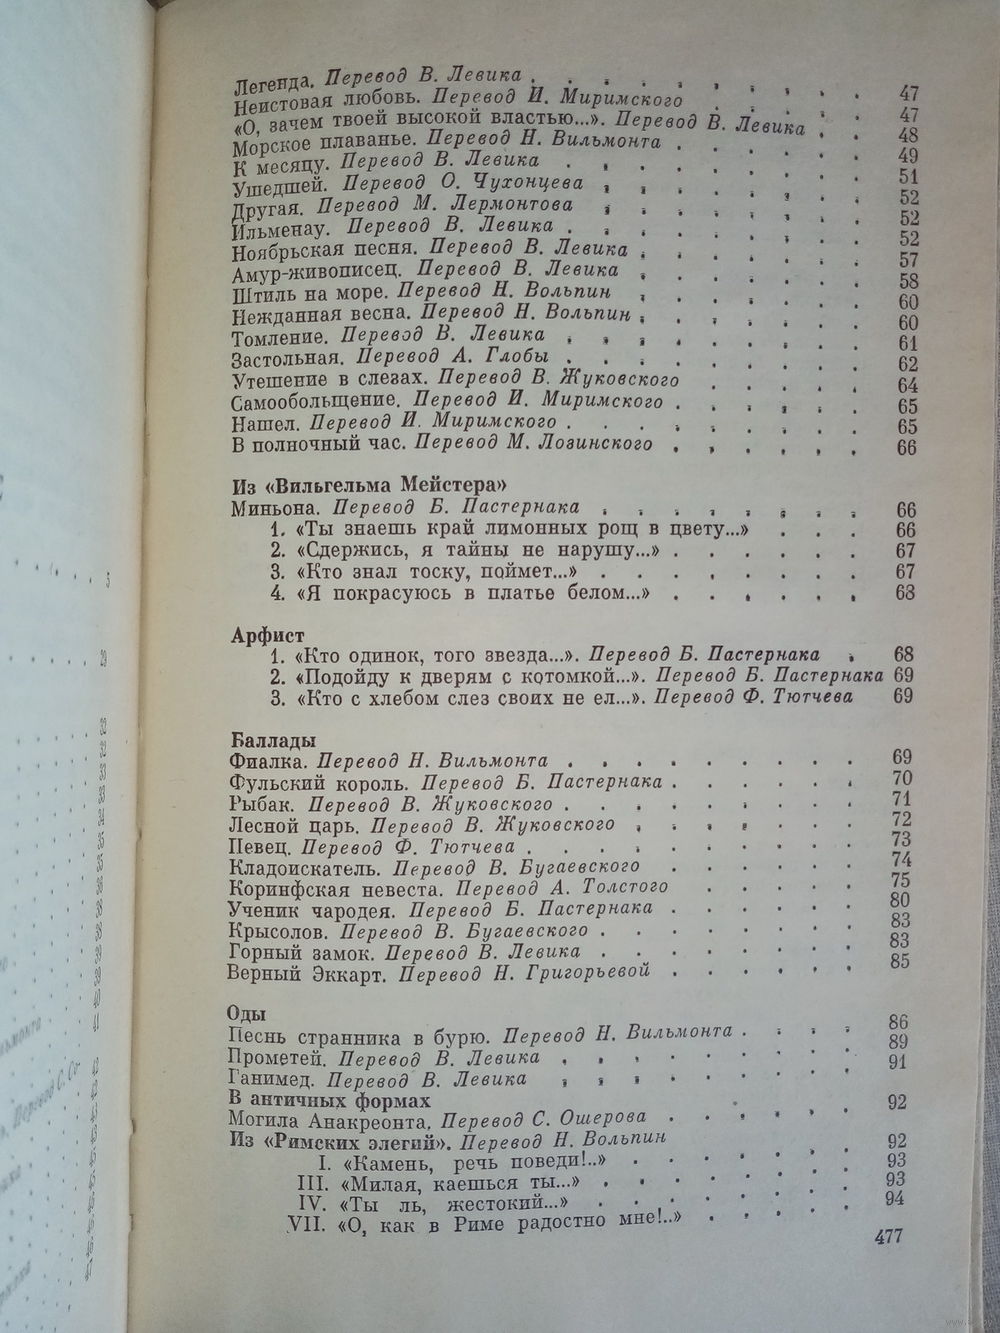 Легенда. Перевод В. Левика . . . . . . . . . 47
Неистовая любовь. Перевод И. Миримского . . . . . 47
«О, зачем твоей высокой властью...». Перевод В. Левика . . 48
Морское плаванье. Перевод Н. Вильмонта . . . . . . 49
К месяцу. Перевод В. Левика . . . . . . . . 51
Ушедшей. Перевод О. Чухонцева . . . . . . . 52
Другая. Перевод М. Лермонтова . . . . . . . 52
Ильменау. Перевод В. Левика . . . . . . . . 52
Ноябрьская песня. Перевод В. Левика . . . . . . 57
Амур-живописец. Перевод В. Левика . . . . . . 58
Штиль на море. Перевод Н. Вольпин . . . . . . 60
Нежданная весна. Перевод Н. Вольпин . . . . . . 60
Томление. Перевод В. Левика . . . . . . . . 61
Застольная. Перевод А. Глобы . . . . . . . . 62
Утешение в слезах. Перевод В. Жуковского . . . . . 64
Самообольщение. Перевод И. Миримского . . . . . . 65
Нашел. Перевод И. Миримского . . . . . . . . 65
В полночный час. Перевод М. Лозинского . . . . . . 66
Из «Вильгельма Мейстера»
Миньона. Перевод Б. Пастернака . . . . . . . . 66
1. «Ты знаешь край лимонных рощ в цвету...» . . . 66
2. «Сдержись, я тайны не нарушу...» . . . . . . 67
3. «Кто знал тоску, поймет...» . . . . . . . . 67
4. «Я покрасуюсь в платье белом...» . . . . . . 68
Арфист
1. «Кто одинок, того звезда...». Перевод Б. Пастернака . 68
2. «Подойду к дверям с котомкой...». Перевод Б. Пастернака 69
3. «Кто с хлебом слез своих не ел...». Перевод Ф. Тютчева 69
Баллады
Фиалка. Перевод Н. Вильмонта . . . . . . . . . 69
Фульский король. Перевод Б. Пастернака . . . . . . 70
Рыбак. Перевод В. Жуковского . . . . . . . . . 71
Лесной царь. Перевод В. Жуковского . . . . . . . 72
Певец. Перевод Ф. Тютчева . . . . . . . . . . 73
Кладоискатель. Перевод В. Бугаевского . . . . . . 74
Коринфская невеста. Перевод А. Толстого . . . . . 75
Ученик чародея. Перевод Б. Пастернака . . . . . . 80
Крысолов. Перевод В. Бугаевского . . . . . . . . 83
Горный замок. Перевод В. Левика . . . . . . . . 83
Верный Эккарт. Перевод Н. Григорьевой . . . . . . 85
Оды
Песнь странника в бурю. Перевод Н. Вильмонта . . . . 86
Прометей. Перевод В. Левика . . . . . . . . . 89
Ганимед. Перевод В. Левика . . . . . . . . . 91
В античных формах
Могила Анакреонта. Перевод С. Ошерова . . . . . . 92
Из «Римских элегий». Перевод Н. Вольпин
I. «Камень, речь поведи!..» . . . . . . . 92
III. «Милая, каешься ты...» . . . . . . . . 93
IV. «Ты ль, жестокий...» . . . . . . . . 93
VII. «О, как в Риме радостно мне!..» . . . . . 94
477